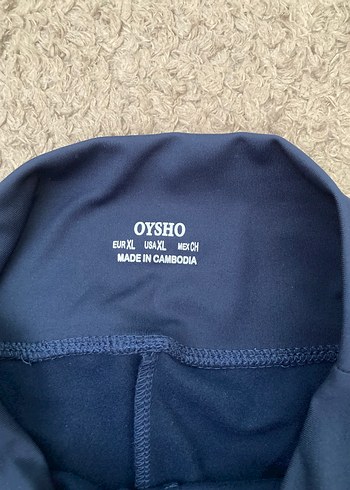 OYSHO
EUR XL USA XL MEX CH
MADE IN CAMBODIA